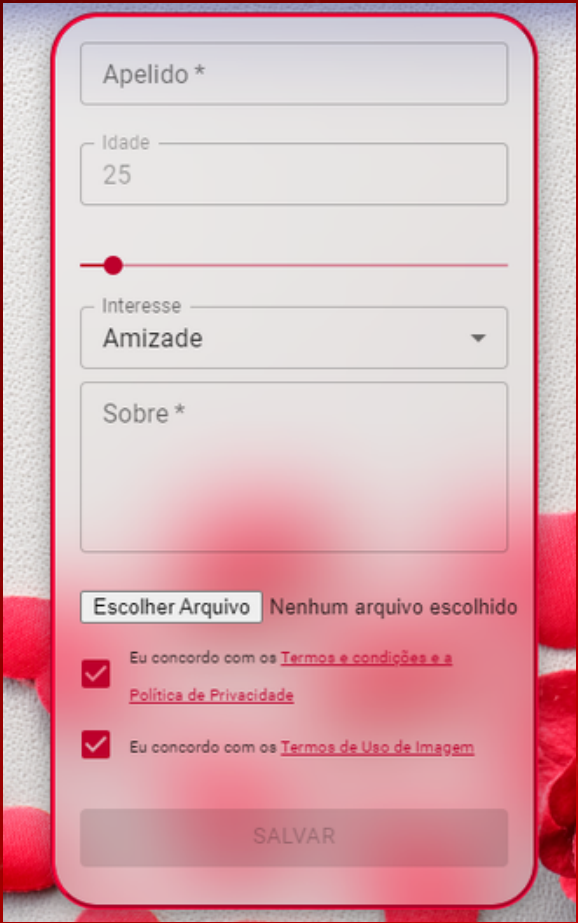 Apelido *
Idade
25
Interesse
Amizade
Sobre *
Escolher Arquivo Nenhum arquivo escolhido
Eu concordo com os Termos e condições e a
Política de Privacidade
Eu concordo com os Termos de Uso de Imagem
SALVAR